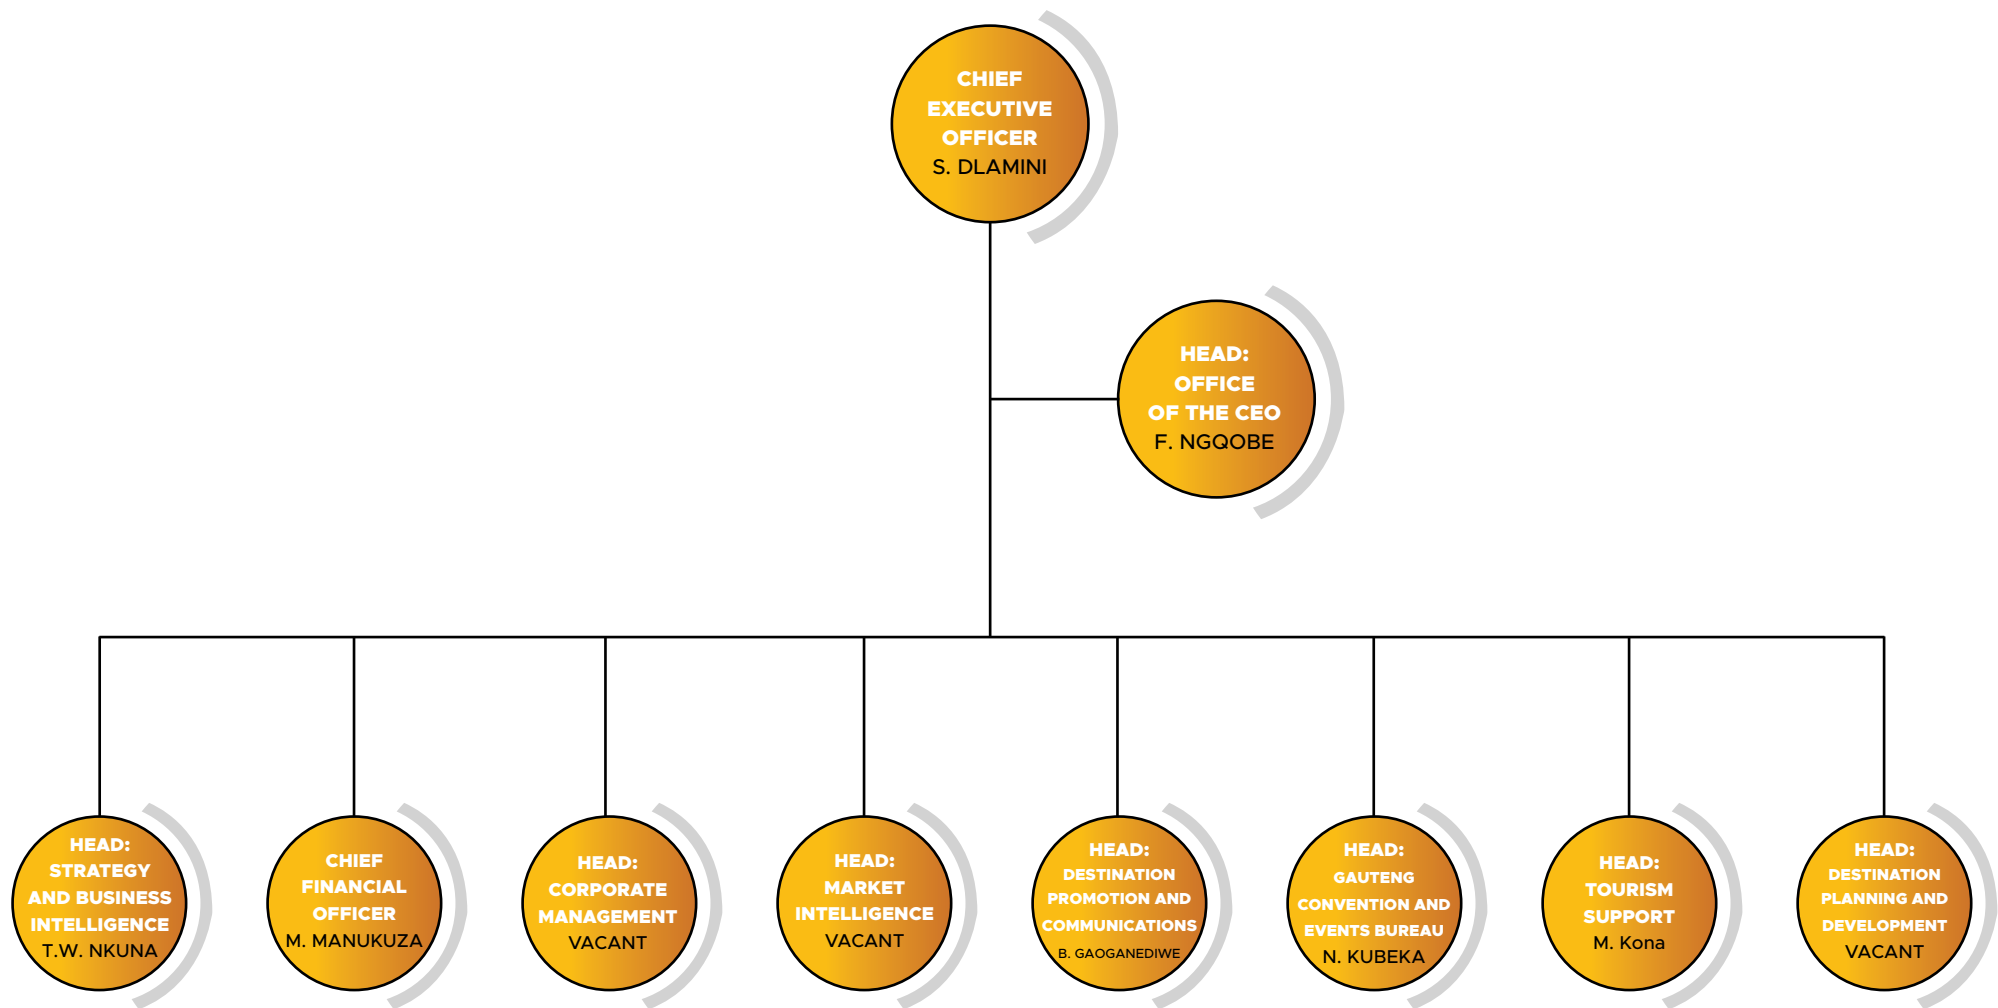 CHIEF
EXECUTIVE
OFFICER
S. DLAMINI
HEAD:
OFFICE
OF THE CEO
F. NGQOBE
HEAD:
STRATEGY
AND BUSINESS
INTELLIGENCE
T.W. NKUNA
CHIEF
FINANCIAL
OFFICER
M. MANUKUZA
HEAD:
CORPORATE
MANAGEMENT
VACANT
HEAD:
MARKET
INTELLIGENCE
VACANT
HEAD:
DESTINATION
PROMOTION AND
COMMUNICATIONS
B. GAOGANEDIWE
HEAD:
GAUTENG
CONVENTION AND
EVENTS BUREAU
N. KUBEKA
HEAD:
TOURISM
SUPPORT
M. Kona
HEAD:
DESTINATION
PLANNING AND
DEVELOPMENT
VACANT